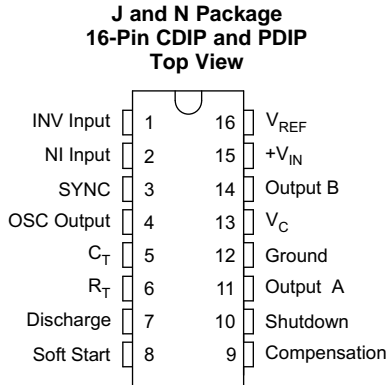 J and N Package
16-Pin CDIP and PDIP
Top View
INV Input 1 16 VREF
NI Input 2 15 +VIN
SYNC 3 14 Output B
OSC Output 4 13 VC
CT 5 12 Ground
RT 6 11 Output A
Discharge 7 10 Shutdown
Soft Start 8 9 Compensation